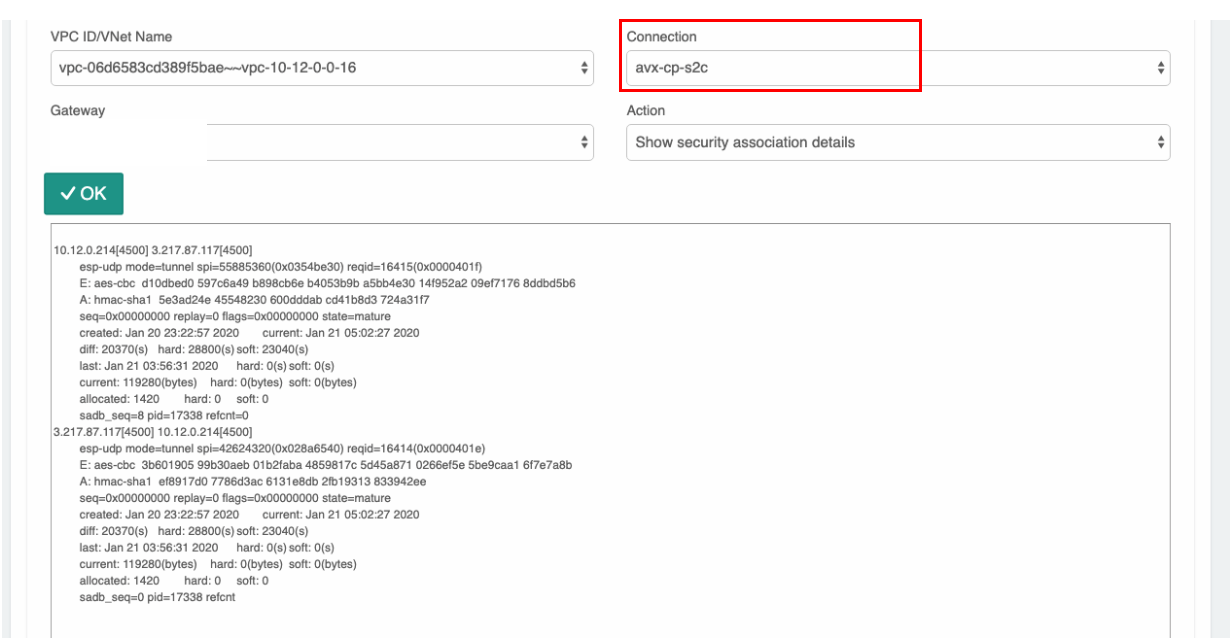 VPC ID/VNet Name
Connection
vpc-06d6583cd389f5bae~~vpc-10-12-0-0-16
avx-cp-s2c
Gateway
Action
Show security association details
OK
10.12.0.214[4500] 3.217.87.117[4500]
esp-udp mode=tunnel spi=55885360(0x0354be30) reqid=16415(0x0000401f)
E: aes-cbc d10dbed0 597c6a49 b898cb6e b4053b9b a5bb4e30 14f952a2 09ef7176 8ddbd5b6
A: hmac-sha1 5e3ad24e 45548230 600dddab cd41b8d3 724a31f7
seq=0x00000000 replay=0 flags=0x00000000 state=mature
created: Jan 20 23:22:57 2020 current: Jan 21 05:02:27 2020
diff: 20370(s) hard: 28800(s) soft: 23040(s)
last: Jan 21 03:56:31 2020 hard: 0(s) soft: 0(s)
current: 119280(bytes) hard: 0(bytes) soft: 0(bytes)
allocated: 1420 hard: 0 soft: 0
sadb_seq=8 pid=17338 refcnt=0
3.217.87.117[4500] 10.12.0.214[4500]
esp-udp mode=tunnel spi=42624320(0x028a6540) reqid=16414(0x0000401e)
E: aes-cbc 3b601905 99b30aeb 01b2faba 4859817c 5d45a871 0266ef5e 5be9caa1 6f7e7a8b
A: hmac-sha1 ef8917d0 7786d3ac 6131e8db 2fb19313 833942ee
seq=0x00000000 replay=0 flags=0x00000000 state=mature
created: Jan 20 23:22:57 2020 current: Jan 21 05:02:27 2020
diff: 20370(s) hard: 28800(s) soft: 23040(s)
last: Jan 21 03:56:31 2020 hard: 0(s) soft: 0(s)
current: 119280(bytes) hard: 0(bytes) soft: 0(bytes)
allocated: 1420 hard: 0 soft: 0
sadb_seq=0 pid=17338 refcnt